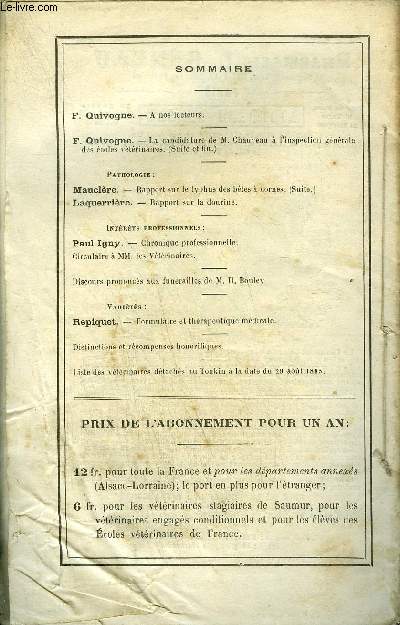 www.le-livre.com
SOMMAIRE
F. Quivogne. — A nos lecteurs.
F. Quivogne. — La candidature de M. Chauveau à l'inspection générale
des écoles vétérinaires. (Suite et fin.)
PATHOLOGIE :
Mauclère. — Rapport sur le typhus des bêtes à cornes. (Suite.)
Laquerrière. — Rapport sur la dourine.
INTÉRÊTS PROFESSIONNELS :
Paul Igny. — Chronique professionnelle.
Circulaire à MM. les Vétérinaires.
Discours prononcés aux funérailles de M. H. Bouley.
VARIÉTÉS :
Repiquet. — Formulaire et thérapeutique médicale.
Distinctions et récompenses honorifiques.
Liste des vétérinaires détachés au Tonkin à la date du 20 août 1885.
PRIX DE L'ABONNEMENT POUR UN AN :
12 fr. pour toute la France et pour les départements annexés
(Alsace-Lorraine) ; le port en plus pour l'étranger ;
6 fr. pour les vétérinaires stagiaires de Saumur, pour les
vétérinaires engagés conditionnels et pour les élèves des
Écoles vétérinaires de France.